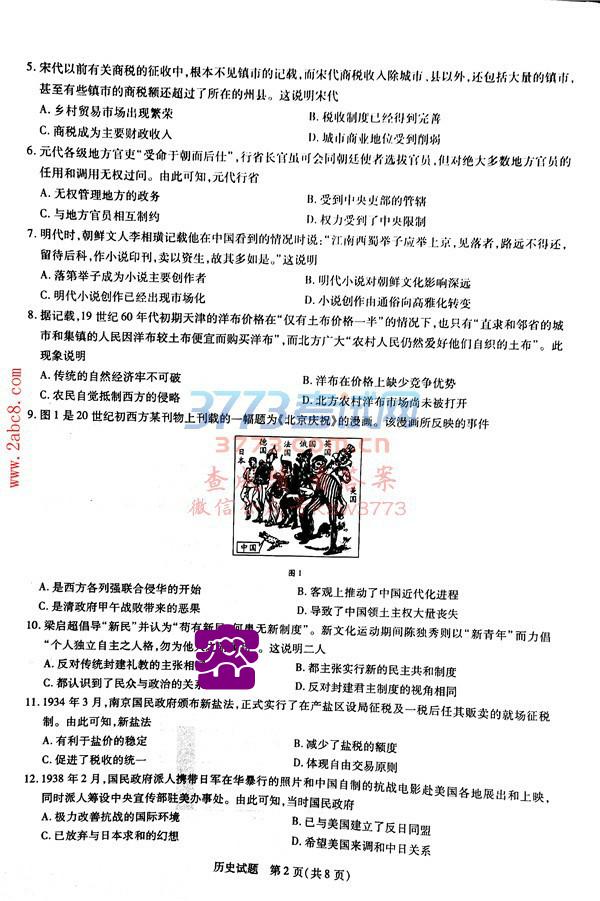 5. 宋代以前有关商税的征收中，根本不见镇市的记载，而宋代商税收入除城市、县以外，还包括大量的镇市，
甚至有些镇市的商税额还超过了所在的州县。这说明宋代
A. 乡村贸易市场出现繁荣 B. 税收制度已经得到完善
C. 商税成为主要财政收入 D. 城市商业地位受到削弱
6. 元代各级地方官吏“受命于朝而后仕”，行省长官虽可会同朝廷使者选拔官员，但对绝大多数地方官员的
任用和调用无权过问。由此可知，元代行省
A. 无权管理地方的政务 B. 受到中央吏部的管辖
C. 与地方官员相互制约 D. 权力受到了中央限制
7. 明代时，朝鲜文人李相璜记载他在中国看到的情况时说：“江南西蜀举子应举上京，见落者，路远不得还，
留待后科，作小说印刊，卖以资生，故其多如是。”这说明
A. 落第举子成为小说主要创作者 B. 明代小说对朝鲜文化影响深远
C. 明代小说创作已经出现市场化 D. 小说创作由通俗向高雅化转变
8. 据记载，19 世纪 60 年代初期天津的洋布价格在“仅有土布价格一半”的情况下，也只有“直隶和邻省的城
市和集镇的人民因洋布较土布便宜而购买洋布”，而北方广大“农村人民仍然爱好他们自织的土布”。此
现象说明
A. 传统的自然经济牢不可破 B. 洋布在价格上缺少竞争优势
C. 农民自觉抵制西方的侵略 D. 北方农村洋布市场尚未被打开
9. 图 1 是 20 世纪初西方某刊物上刊载的一幅题为《北京庆祝》的漫画。该漫画所反映的事件
3773考试网
www.3773.com.cn
日本 德国 法国 俄国 英国
美国
中国
图 1
A. 是西方各列强联合侵华的开始 B. 客观上推动了中国近代化进程
C. 是清政府甲午战败带来的恶果 D. 导致了中国领土主权大量丧失
10. 梁启超倡导“新民”并认为“苟有新民，何患无新制度”。新文化运动期间陈独秀则以“新青年”而力倡
“个人独立自主之人格，勿为他人之附属品”。这说明二人
A. 反对传统封建礼教的主张相同 B. 都主张实行新的民主共和制度
C. 都认识到了民众与政治的关系 D. 反对封建君主制度的视角相同
11. 1934 年 3 月，南京国民政府颁布新盐法，正式实行了在产盐区设局征税及一税后任其贩卖的就场征税
制。由此可知，新盐法
A. 有利于盐价的稳定 B. 减少了盐税的额度
C. 促进了税收的统一 D. 体现自由交易原则
12. 1938 年 2 月，国民政府派人携带日军在华暴行的照片和中国自制的抗战电影赴美国各地展出和上映，
同时派人筹设中央宣传部驻美办事处。由此可知，当时国民政府
A. 极力改善抗战的国际环境 B. 已与美国建立了反日同盟
C. 已放弃与日本求和的幻想 D. 希望美国来调和中日关系
历史试题 第 2 页(共 8 页)
www.2abc8.com